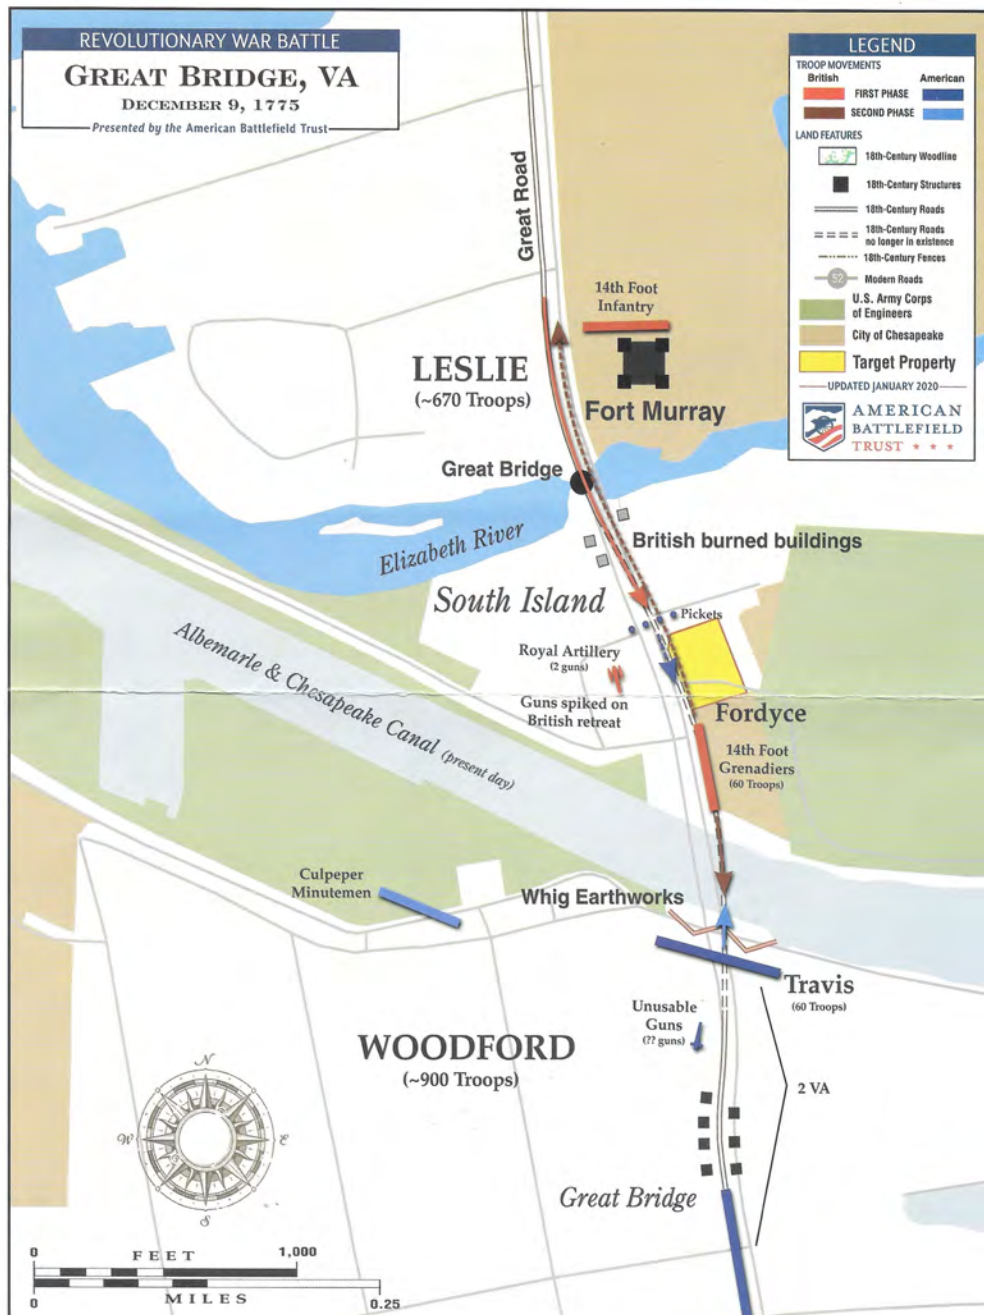 REVOLUTIONARY WAR BATTLE
GREAT BRIDGE, VA
DECEMBER 9, 1775
Presented by the American Battlefield Trust
LEGEND
TROOP MOVEMENTS
British American
FIRST PHASE
SECOND PHASE
LAND FEATURES
18th-Century Woodline
18th-Century Structures
18th-Century Roads
18th-Century Roads
no longer in existence
18th-Century Fences
52 Modern Roads
U.S. Army Corps
of Engineers
City of Chesapeake
Target Property
UPDATED JANUARY 2020
AMERICAN
BATTLEFIELD
TRUST
Great Road
14th Foot
Infantry
LESLIE
(~670 Troops)
Fort Murray
Great Bridge
Elizabeth River
British burned buildings
South Island
Pickets
Royal Artillery
(2 guns)
Guns spiked on
British retreat
Albemarle & Chesapeake Canal (present day)
Fordyce
14th Foot
Grenadiers
(60 Troops)
Culpeper
Minutemen
Whig Earthworks
Travis
(60 Troops)
Unusable
Guns
(?? guns)
WOODFORD
(~900 Troops)
2 VA
N
W E
S
Great Bridge
0 FEET 1,000
0 MILES 0.25